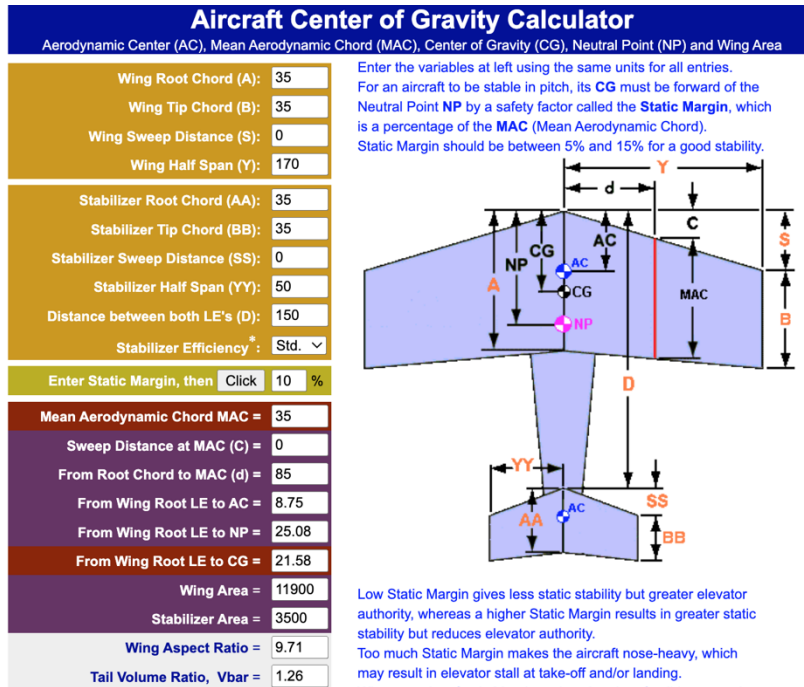 Aircraft Center of Gravity Calculator
Aerodynamic Center (AC), Mean Aerodynamic Chord (MAC), Center of Gravity (CG), Neutral Point (NP) and Wing Area
Wing Root Chord (A): 35
Wing Tip Chord (B): 35
Wing Sweep Distance (S): 0
Wing Half Span (Y): 170
Stabilizer Root Chord (AA): 35
Stabilizer Tip Chord (BB): 35
Stabilizer Sweep Distance (SS): 0
Stabilizer Half Span (YY): 50
Distance between both LE's (D): 150
Stabilizer Efficiency*: Std.
Enter Static Margin, then Click 10 %
Mean Aerodynamic Chord MAC = 35
Sweep Distance at MAC (C) = 0
From Root Chord to MAC (d) = 85
From Wing Root LE to AC = 8.75
From Wing Root LE to NP = 25.08
From Wing Root LE to CG = 21.58
Wing Area = 11900
Stabilizer Area = 3500
Wing Aspect Ratio = 9.71
Tail Volume Ratio, Vbar = 1.26
Enter the variables at left using the same units for all entries.
For an aircraft to be stable in pitch, its CG must be forward of the
Neutral Point NP by a safety factor called the Static Margin, which
is a percentage of the MAC (Mean Aerodynamic Chord).
Static Margin should be between 5% and 15% for a good stability.
Y
d
C
S
AC
CG
NP
A
AC
CG
NP
MAC
B
D
YY
SS
AA
AC
BB
Low Static Margin gives less static stability but greater elevator
authority, whereas a higher Static Margin results in greater static
stability but reduces elevator authority.
Too much Static Margin makes the aircraft nose-heavy, which
may result in elevator stall at take-off and/or landing.